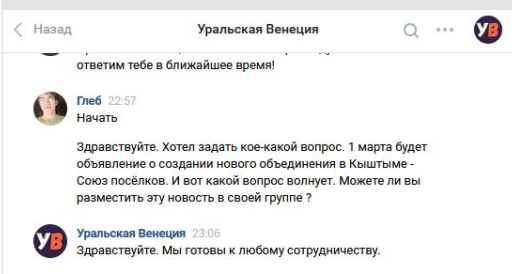 Назад
Уральская Венеция
УВ
ответим тебе в ближайшее время!
Глеб 22:57
Начать
Здравствуйте. Хотел задать кое-какой вопрос. 1 марта будет
объявление о создании нового объединения в Кыштыме -
Союз посёлков. И вот какой вопрос волнует. Можете ли вы
разместить эту новость в своей группе ?
УВ
Уральская Венеция 23:06
Здравствуйте. Мы готовы к любому сотрудничеству.